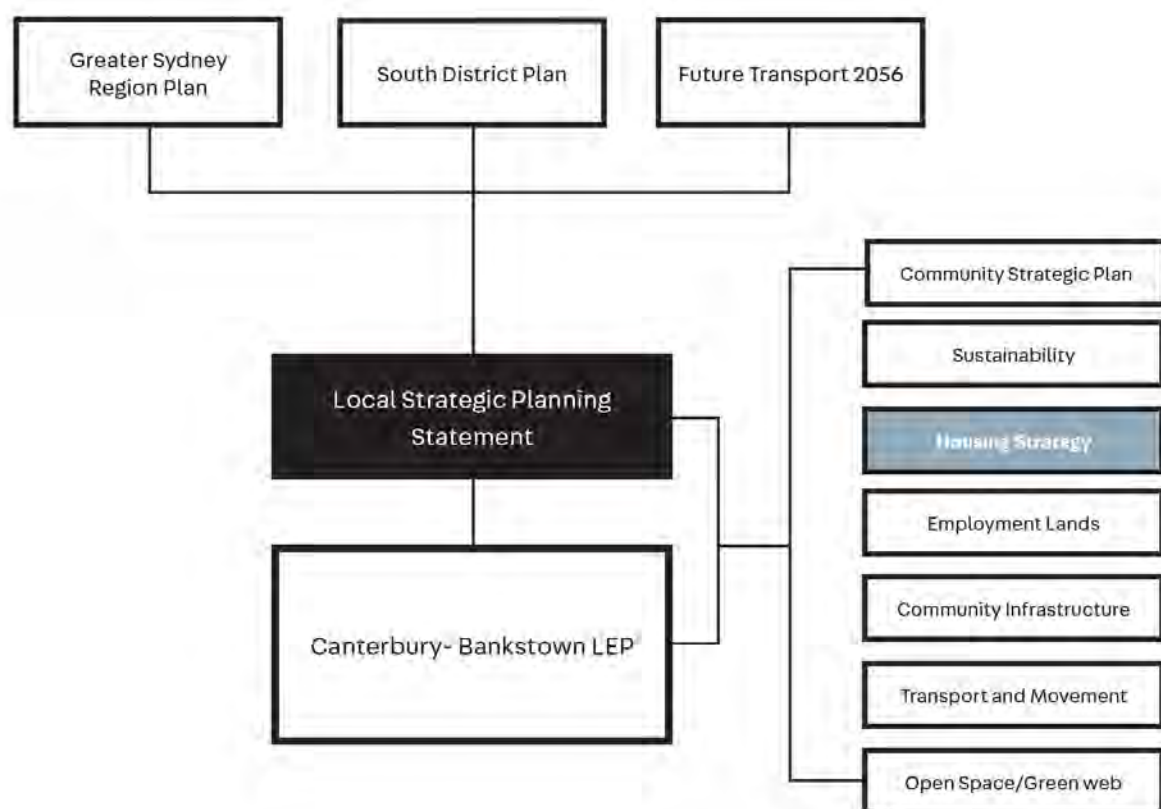 Greater Sydney
Region Plan
South District Plan
Future Transport 2056
Local Strategic Planning
Statement
Canterbury- Bankstown LEP
Community Strategic Plan
Sustainability
Housing Strategy
Employment Lands
Community Infrastructure
Transport and Movement
Open Space/Green web